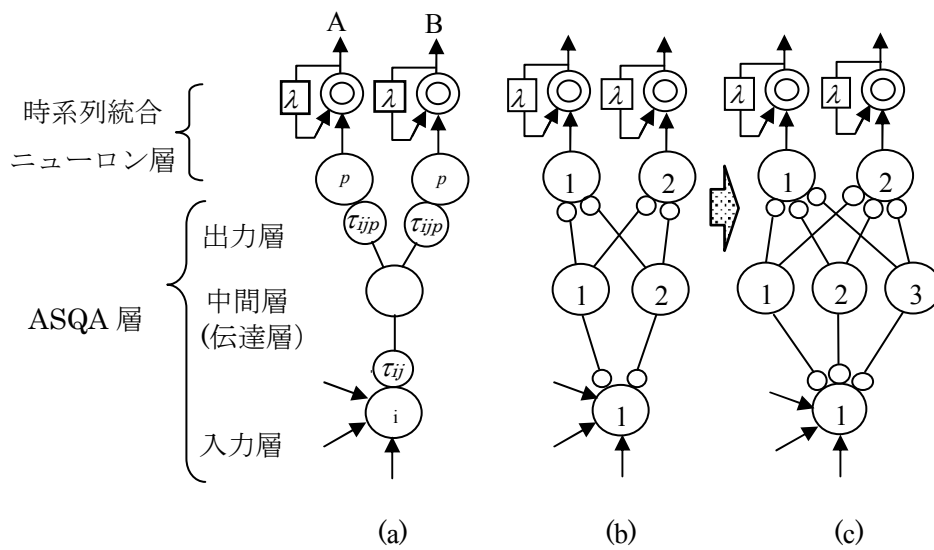 A B
λ λ λ λ λ λ
時系列統合
ニューロン層
p p 1 2 1 2
τijp τijp
出力層
ASQA 層
中間層
(伝達層)
1 2 1 2 3
τij
i 1 1
入力層
(a) (b) (c)